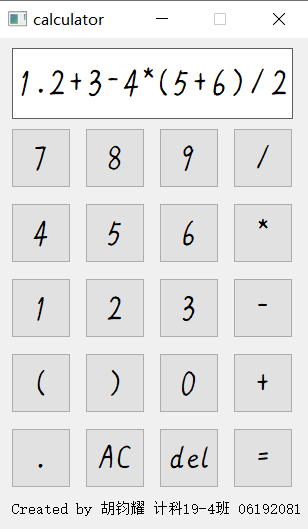 calculator
1.2+3-4*(5+6)/2
7 8 9 /
4 5 6 *
1 2 3 -
( ) 0 +
. AC del =
Created by 胡钧耀 计科19-4班 06192081